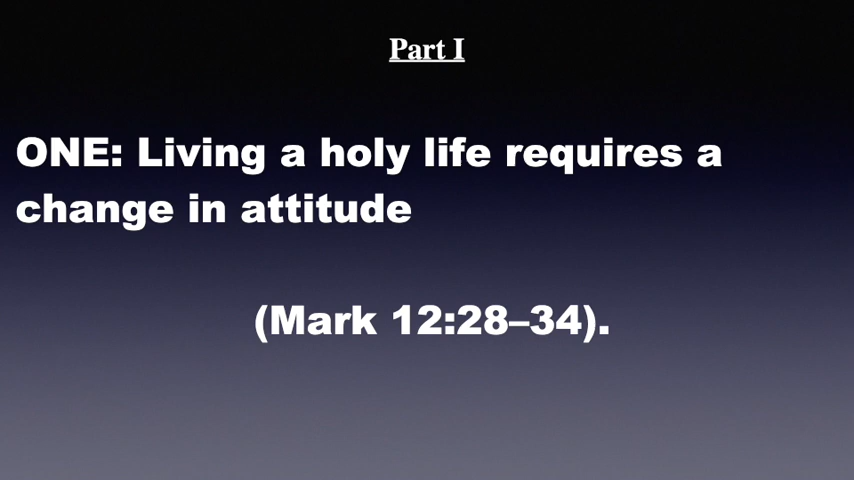 Part I
ONE: Living a holy life requires a
change in attitude
(Mark 12:28–34).